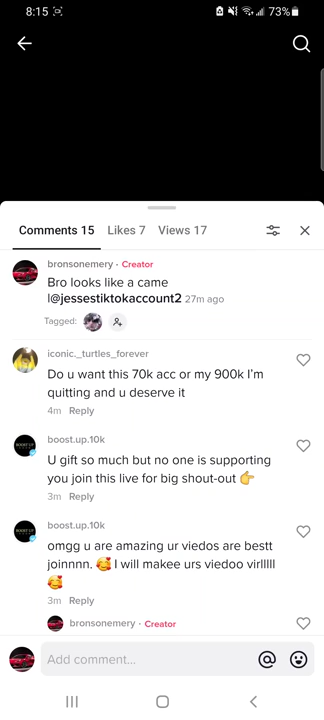 8:15 73%
Comments 15 Likes 7 Views 17
bronsonemery · Creator
Bro looks like a came
l@jessestiktokaccount2 27m ago
Tagged:
iconic._turtles_forever
Do u want this 70k acc or my 900k I'm
quitting and u deserve it
4m Reply
boost.up.10k
U gift so much but no one is supporting
you join this live for big shout-out 👉
3m Reply
boost.up.10k
omgg u are amazing ur viedos are bestt
joinnnn. 🥰 I will makee urs viedoo virlllll
🥰
3m Reply
bronsonemery · Creator
Add comment...